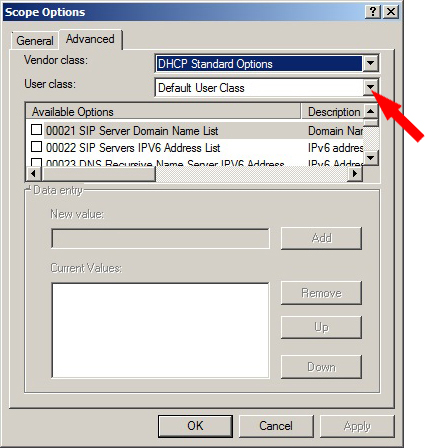 Scope Options
General
Advanced
Vendor class:
DHCP Standard Options
User class:
Default User Class
Available Options
Description
00021 SIP Server Domain Name List
Domain Nar
00022 SIP Servers IPV6 Address List
IPv6 addres
00023 DNS Recursive Name Server IPV6 Address
IPv6 addres
Data entry
New value:
Add
Current Values:
Remove
Up
Down
OK
Cancel
Apply